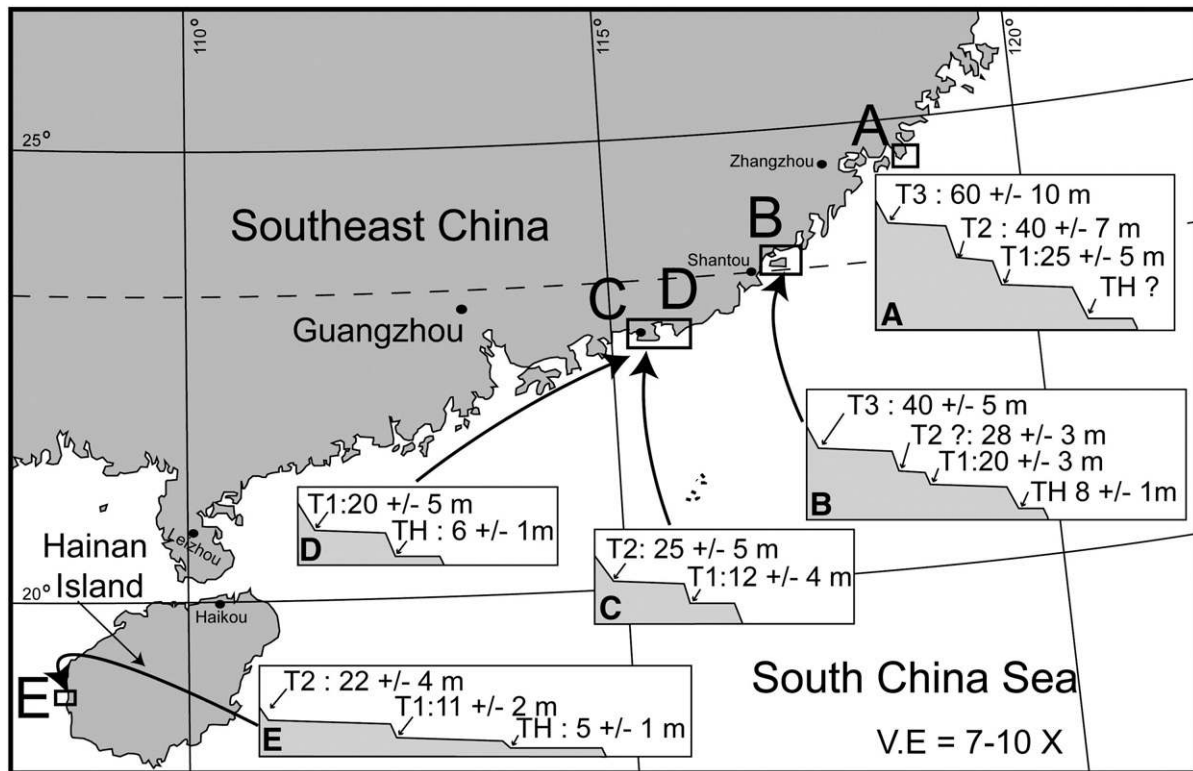 110°
115°
120°
25°
A
Zhangzhou
T3 : 60 +/- 10 m
T2 : 40 +/- 7 m
T1:25 +/- 5 m
TH ?
A
Southeast China
B
Shantou
C
D
Guangzhou
T3 : 40 +/- 5 m
T2 ?: 28 +/- 3 m
T1:20 +/- 3 m
TH 8 +/- 1m
B
T1:20 +/- 5 m
TH : 6 +/- 1m
D
T2: 25 +/- 5 m
T1:12 +/- 4 m
C
Leizhou
Hainan
Island
20°
Haikou
E
T2 : 22 +/- 4 m
T1:11 +/- 2 m
TH : 5 +/- 1 m
E
South China Sea
V.E = 7-10 X